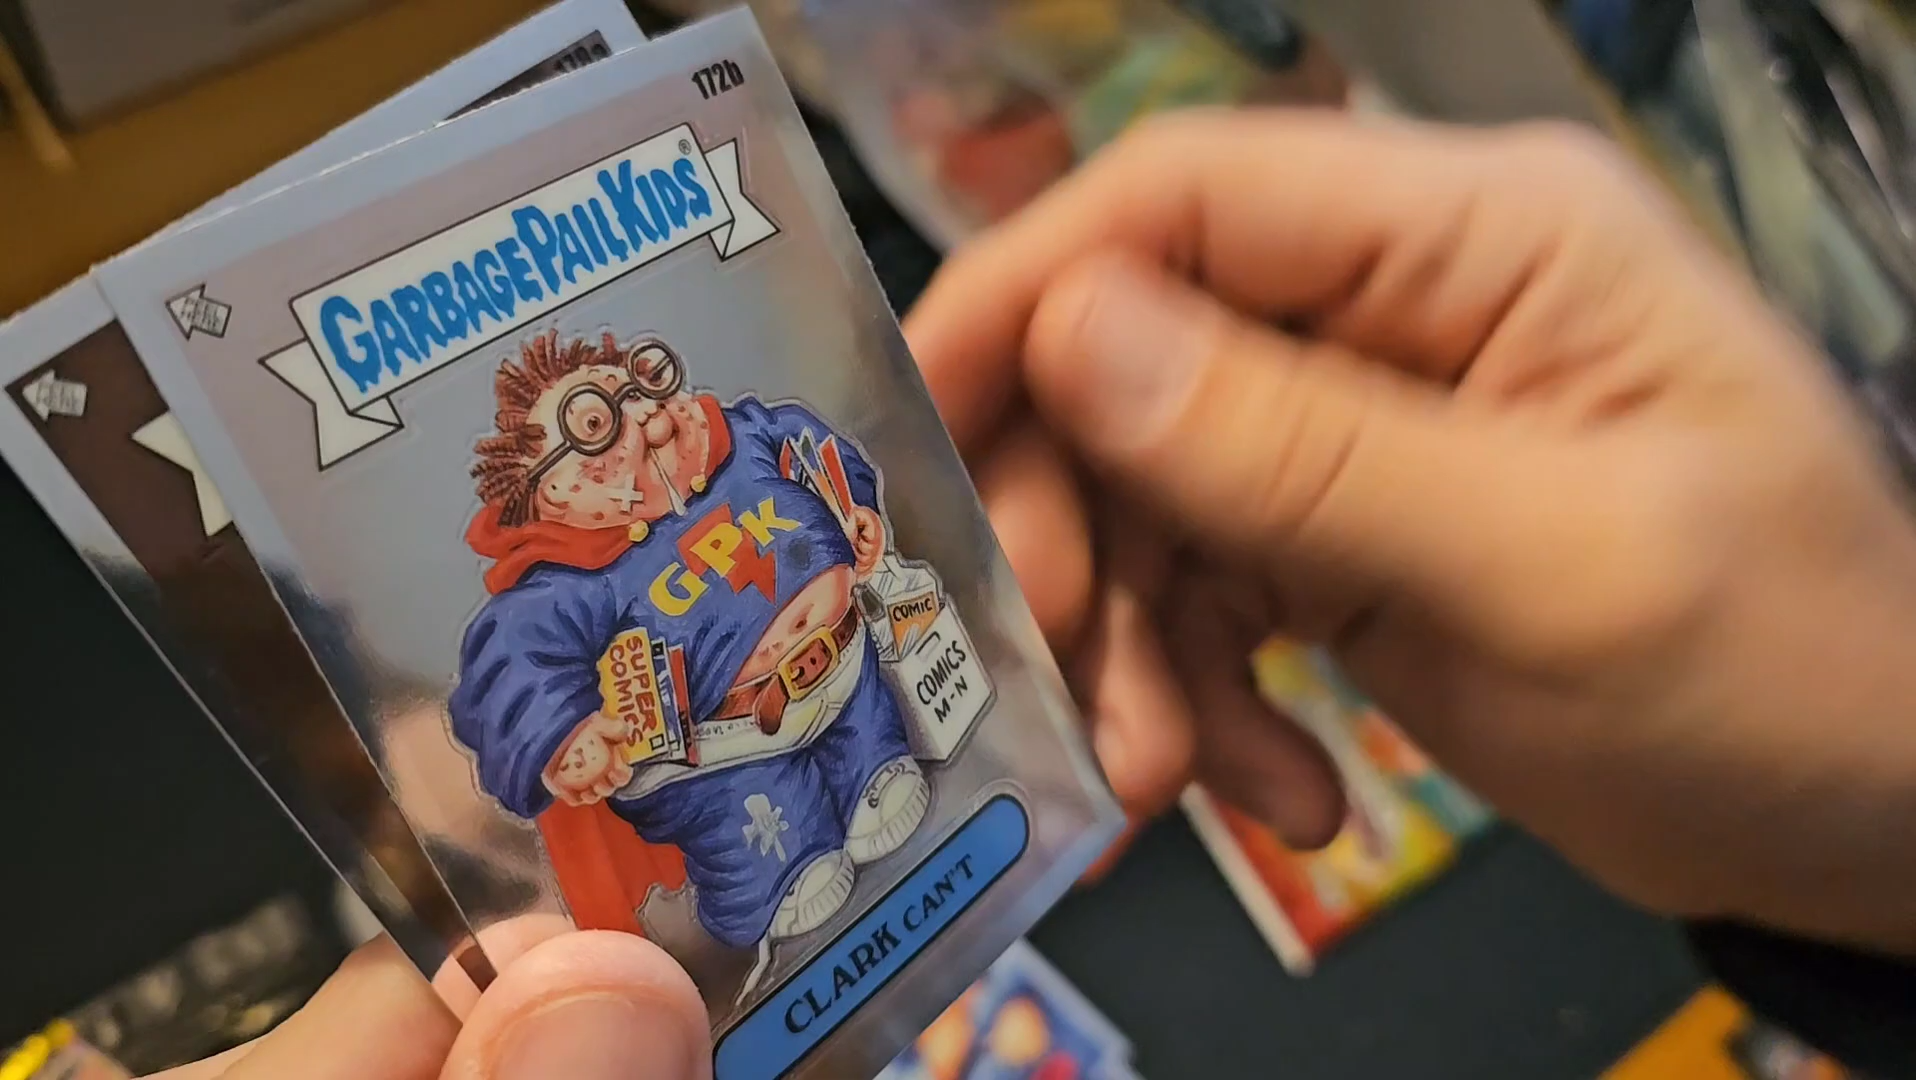 172b
GARBAGE PAIL KIDS®
GPK
SUPER
COMICS
COMIC
COMICS
M-N
CLARK CAN'T